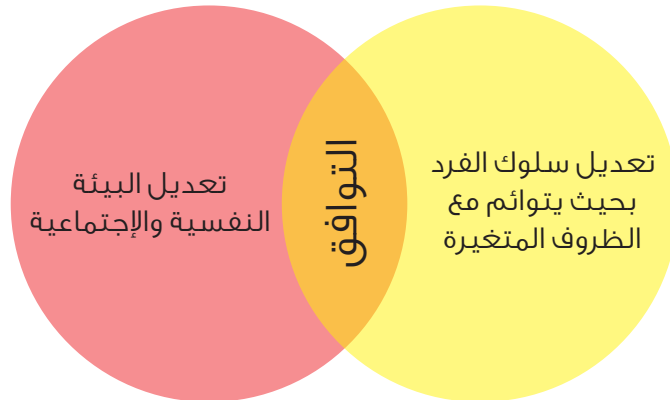 تعديل سلوك الفرد
بحيث يتوائم مع
الظروف المتغيرة
التوافق
تعديل البيئة
النفسية والإجتماعية